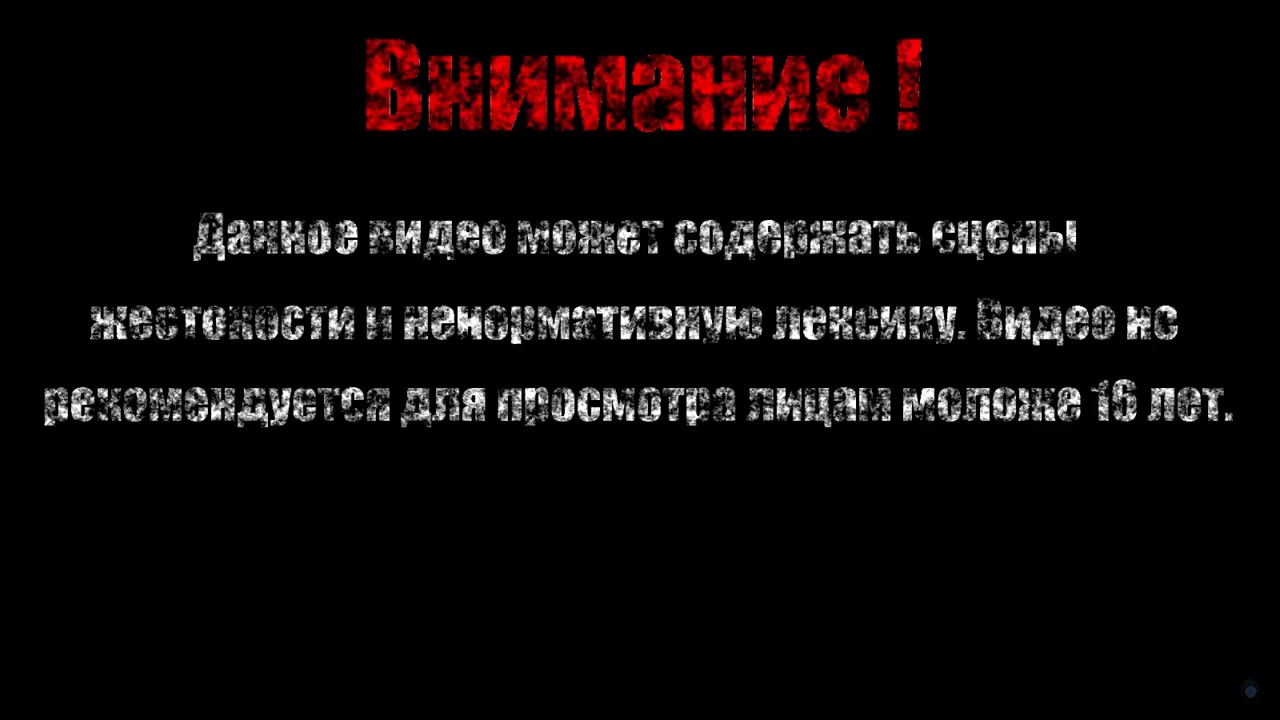 Внимание !
Данное видео может содержать сцены
жестокости и ненормативную лексику. Видео не
рекомендуется для просмотра лицам моложе 16 лет.